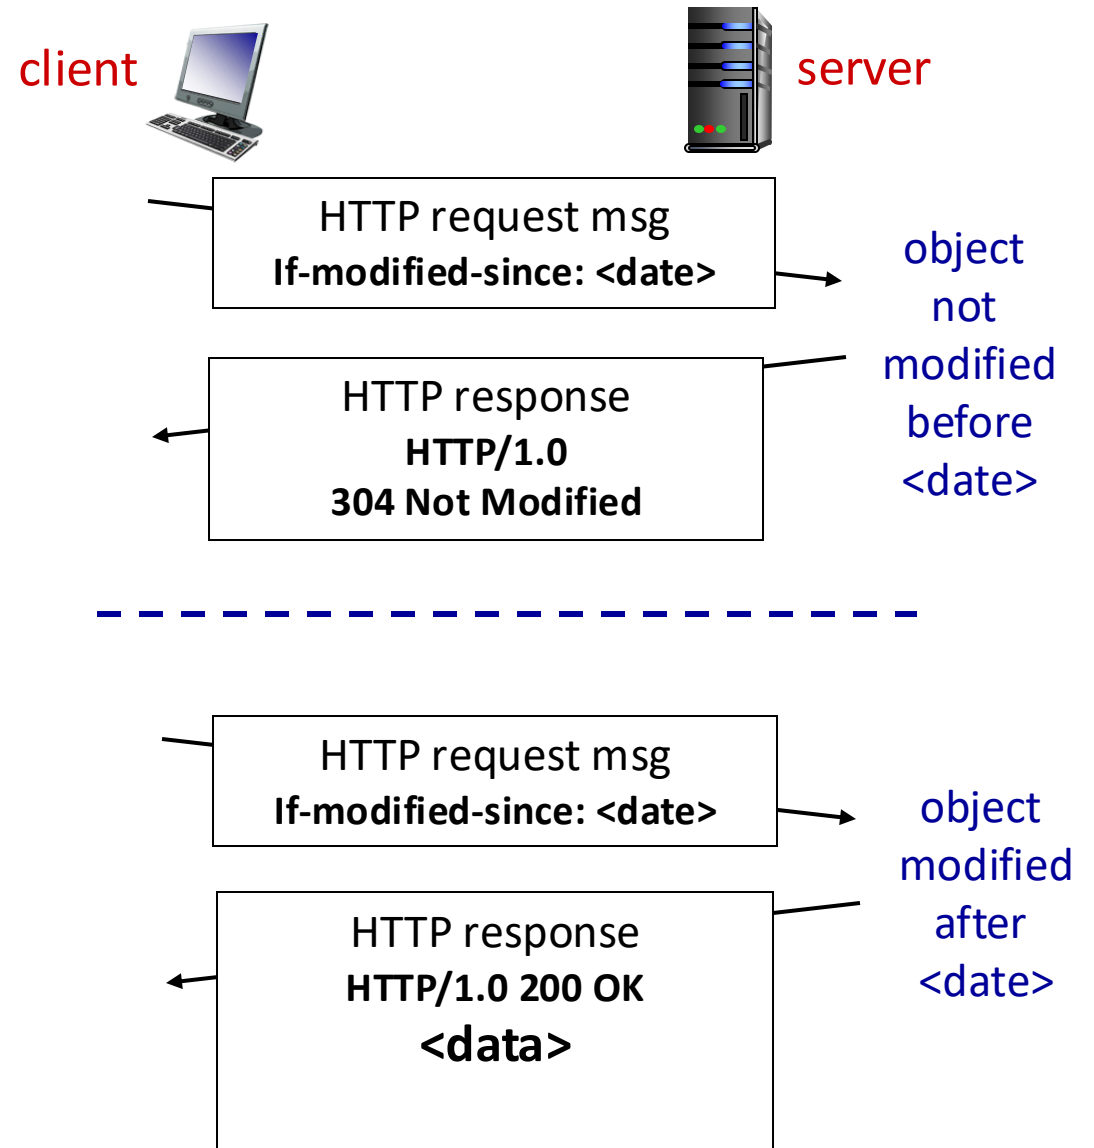 client
server
HTTP request msg
If-modified-since: <date>
object
not
modified
before
<date>
HTTP response
HTTP/1.0
304 Not Modified
HTTP request msg
If-modified-since: <date>
object
modified
after
<date>
HTTP response
HTTP/1.0 200 OK
<data>